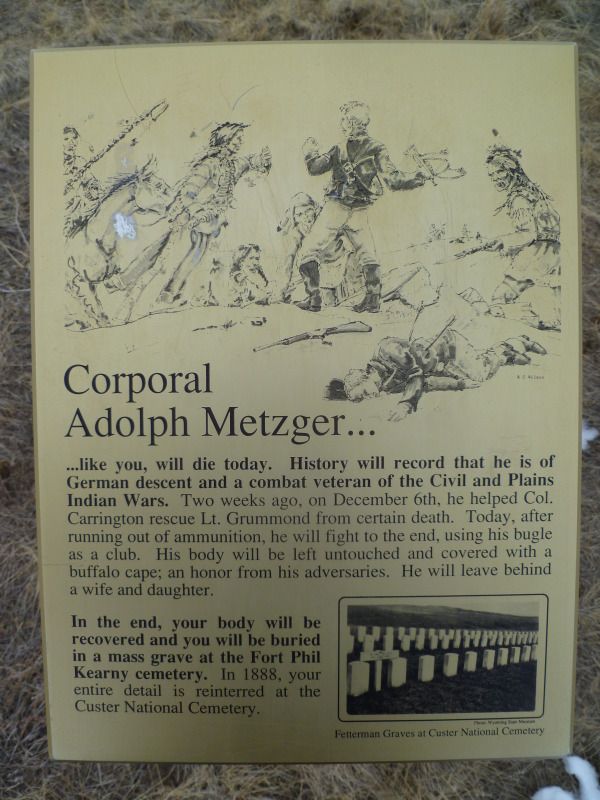 Corporal
Adolph Metzger...
...like you, will die today. History will record that he is of
German descent and a combat veteran of the Civil and Plains
Indian Wars. Two weeks ago, on December 6th, he helped Col.
Carrington rescue Lt. Grummond from certain death. Today, after
running out of ammunition, he will fight to the end, using his bugle
as a club. His body will be left untouched and covered with a
buffalo cape; an honor from his adversaries. He will leave behind
a wife and daughter.
In the end, your body will be
recovered and you will be buried
in a mass grave at the Fort Phil
Kearny cemetery. In 1888, your
entire detail is reinterred at the
Custer National Cemetery.
Photo: Wyoming State Museum
Fetterman Graves at Custer National Cemetery